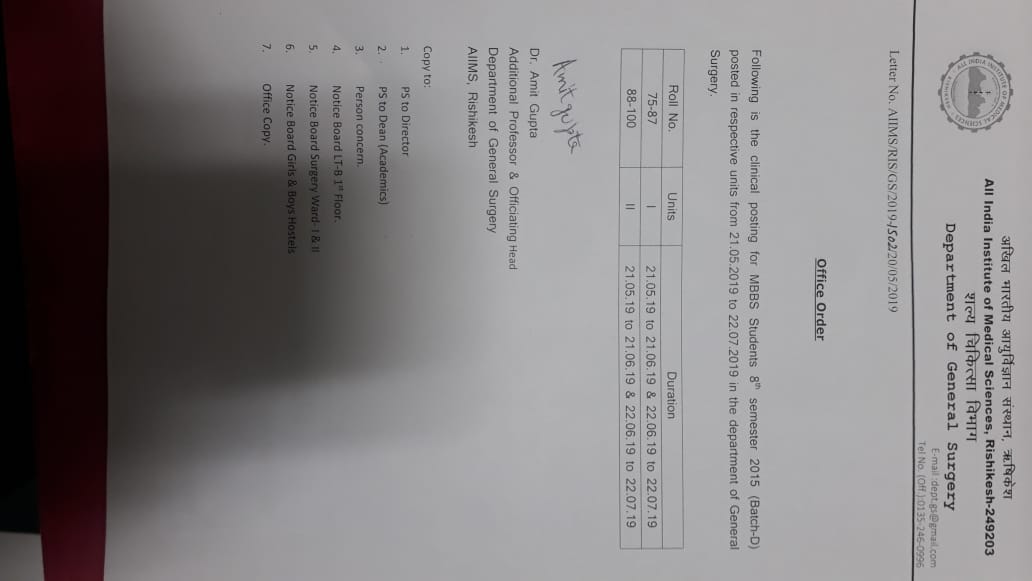 अखिल भारतीय आयुर्विज्ञान संस्थान, ऋषिकेश
All India Institute of Medical Sciences, Rishikesh-249203
शल्य चिकित्सा विभाग
Department of General Surgery
E-mail :dept.gs@gmail.com
Tel No. (Off.):0135-246-0996
Letter No. AIIMS/RIS/GS/2019-1502/20/05/2019
Office Order
Following is the clinical posting for MBBS Students 8th semester 2015 (Batch-D)
posted in respective units from 21.05.2019 to 22.07.2019 in the department of General
Surgery.
Roll No. Units Duration
75-87 I 21.05.19 to 21.06.19 & 22.06.19 to 22.07.19
88-100 II 21.05.19 to 21.06.19 & 22.06.19 to 22.07.19
Amit gupta
Dr. Amit Gupta
Additional Professor & Officiating Head
Department of General Surgery
AIIMS, Rishikesh
Copy to:
1. PS to Director
2. PS to Dean (Academics)
3. Person concern.
4. Notice Board LT-B 1st Floor.
5. Notice Board Surgery Ward- I & II
6. Notice Board Girls & Boys Hostels
7. Office Copy.